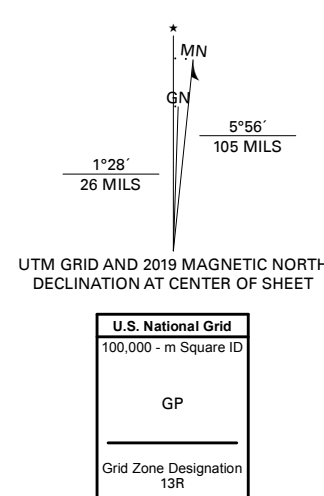 MN
GN
5°56´
105 MILS
1°28´
26 MILS
UTM GRID AND 2019 MAGNETIC NORTH
DECLINATION AT CENTER OF SHEET
U.S. National Grid
100,000 - m Square ID
GP
Grid Zone Designation
13R